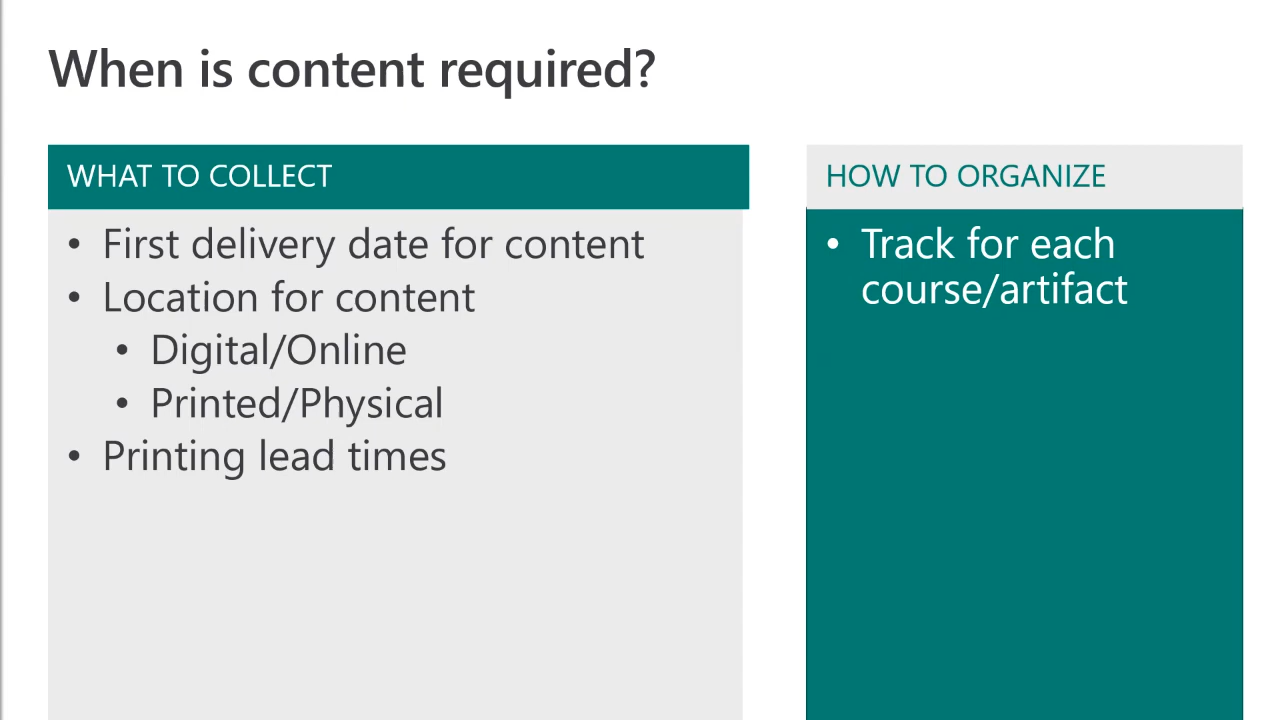 When is content required?
WHAT TO COLLECT
• First delivery date for content
• Location for content
• Digital/Online
• Printed/Physical
• Printing lead times
HOW TO ORGANIZE
• Track for each
course/artifact